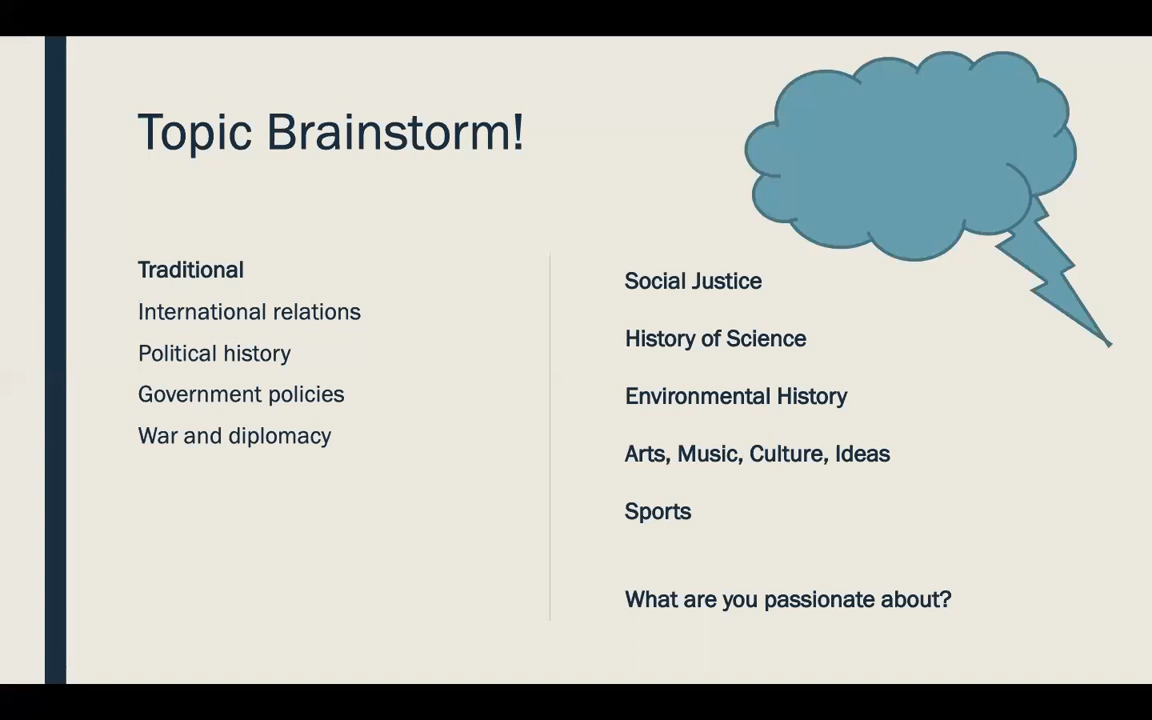 Topic Brainstorm!
Traditional
International relations
Political history
Government policies
War and diplomacy
Social Justice
History of Science
Environmental History
Arts, Music, Culture, Ideas
Sports
What are you passionate about?